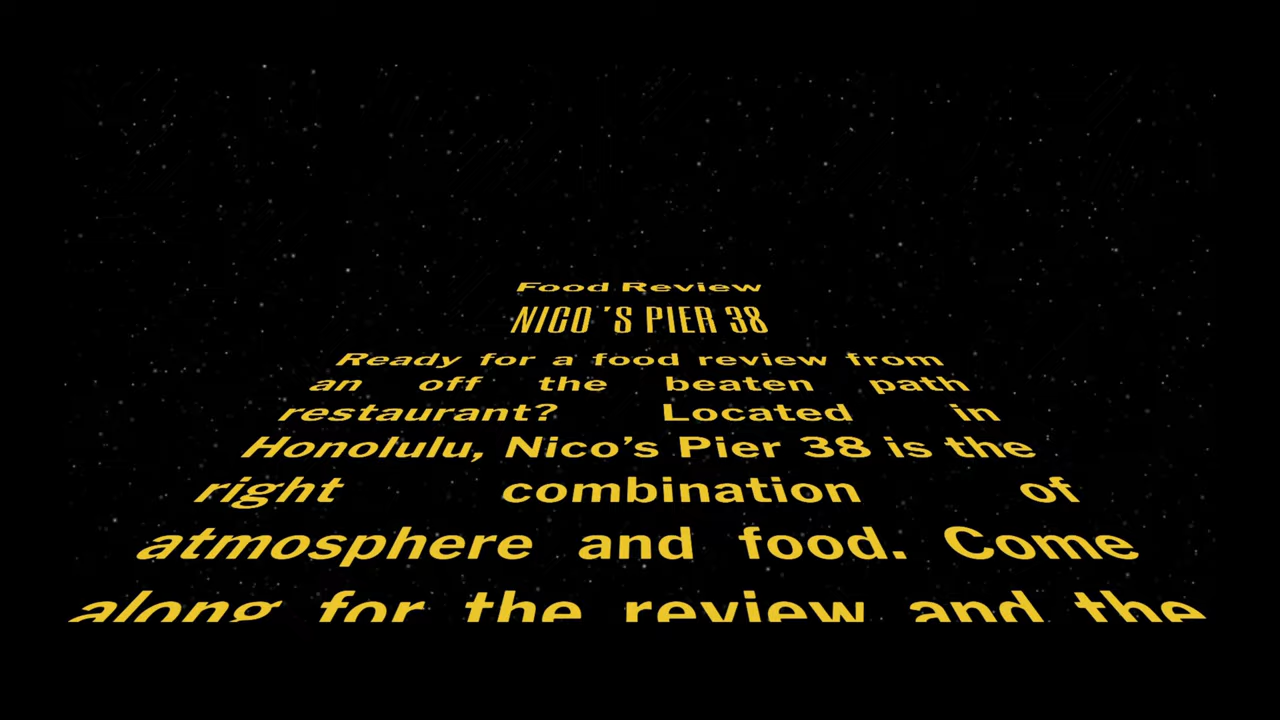 Food Review
NICO'S PIER 38
Ready for a food review from
an off the beaten path
restaurant? Located in
Honolulu, Nico’s Pier 38 is the
right combination of
atmosphere and food. Come
along for the review and the